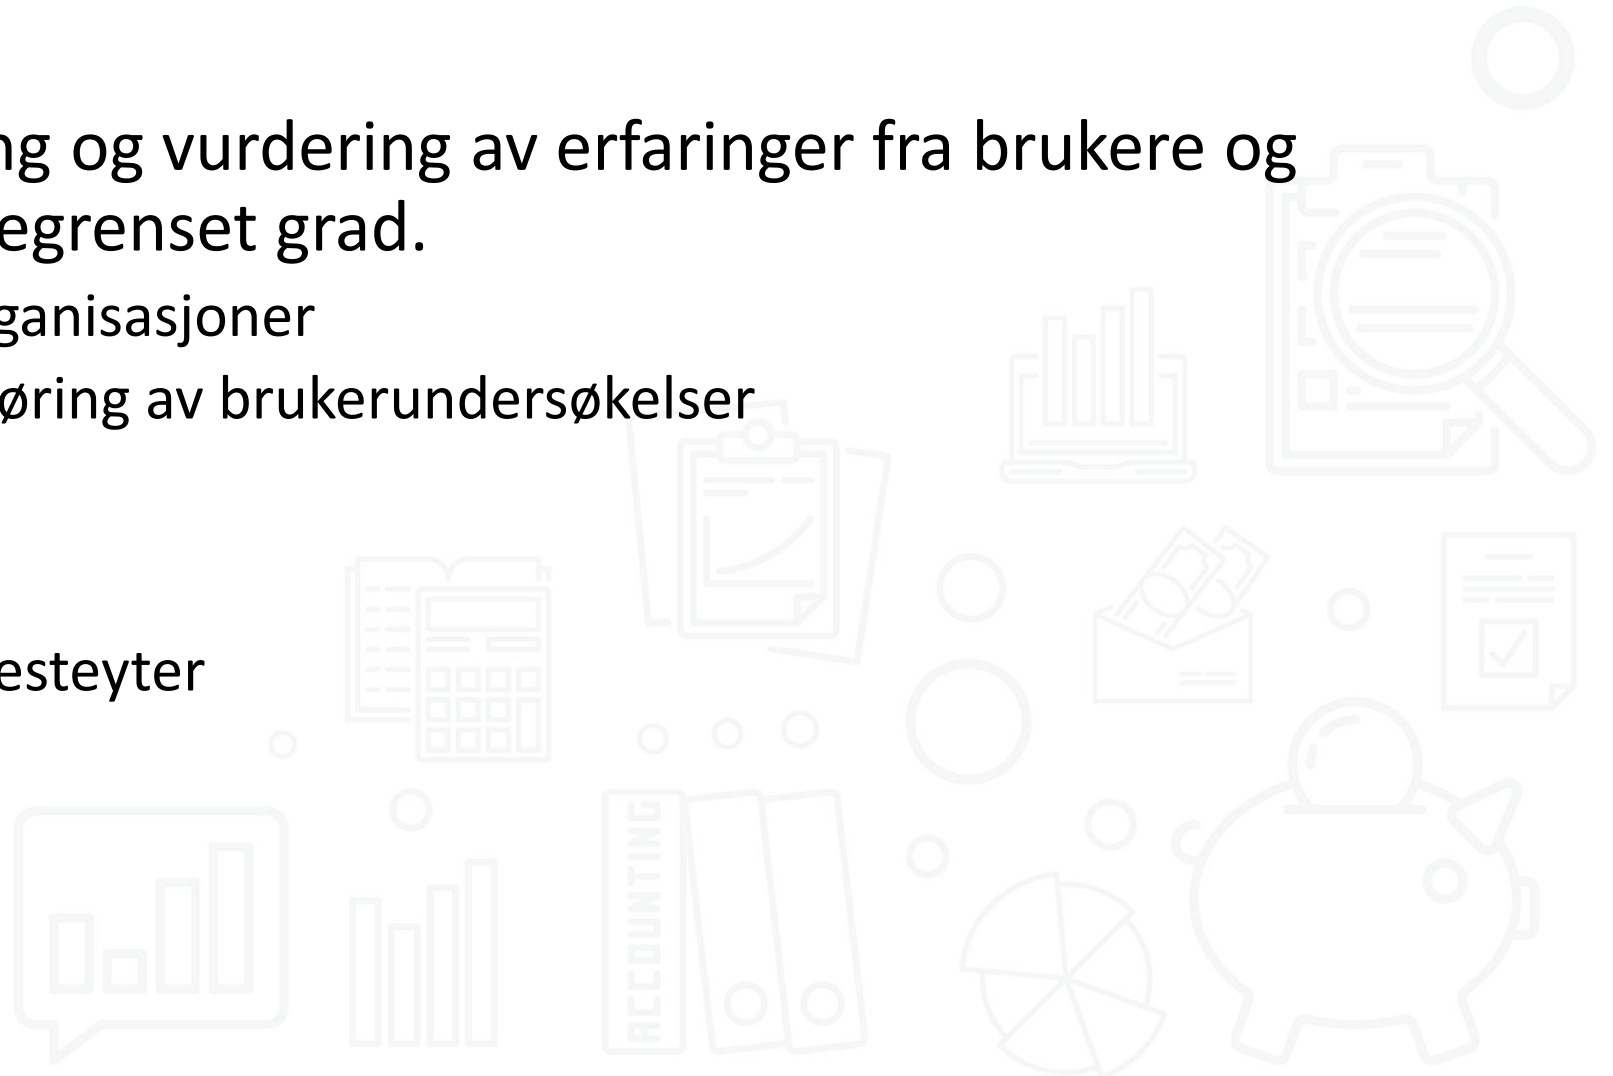 ng og vurdering av erfaringer fra brukere og
egrenset grad.
ganisasjoner
øring av brukerundersøkelser
esteyter
ACCOUNTING